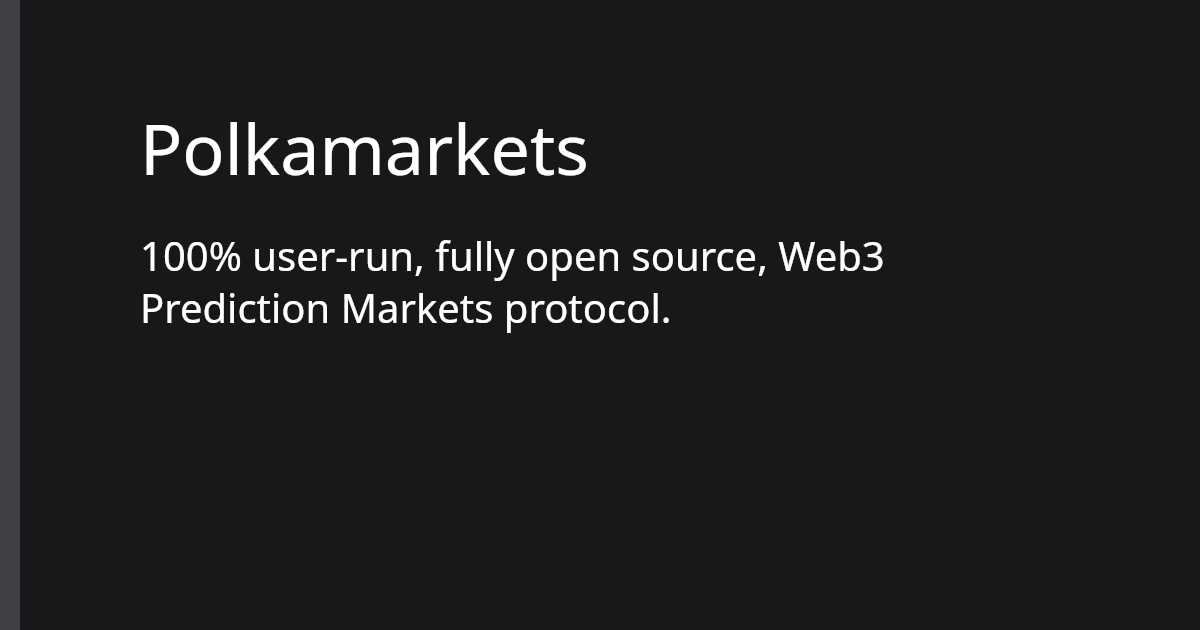 Polkamarkets
100% user-run, fully open source, Web3
Prediction Markets protocol.